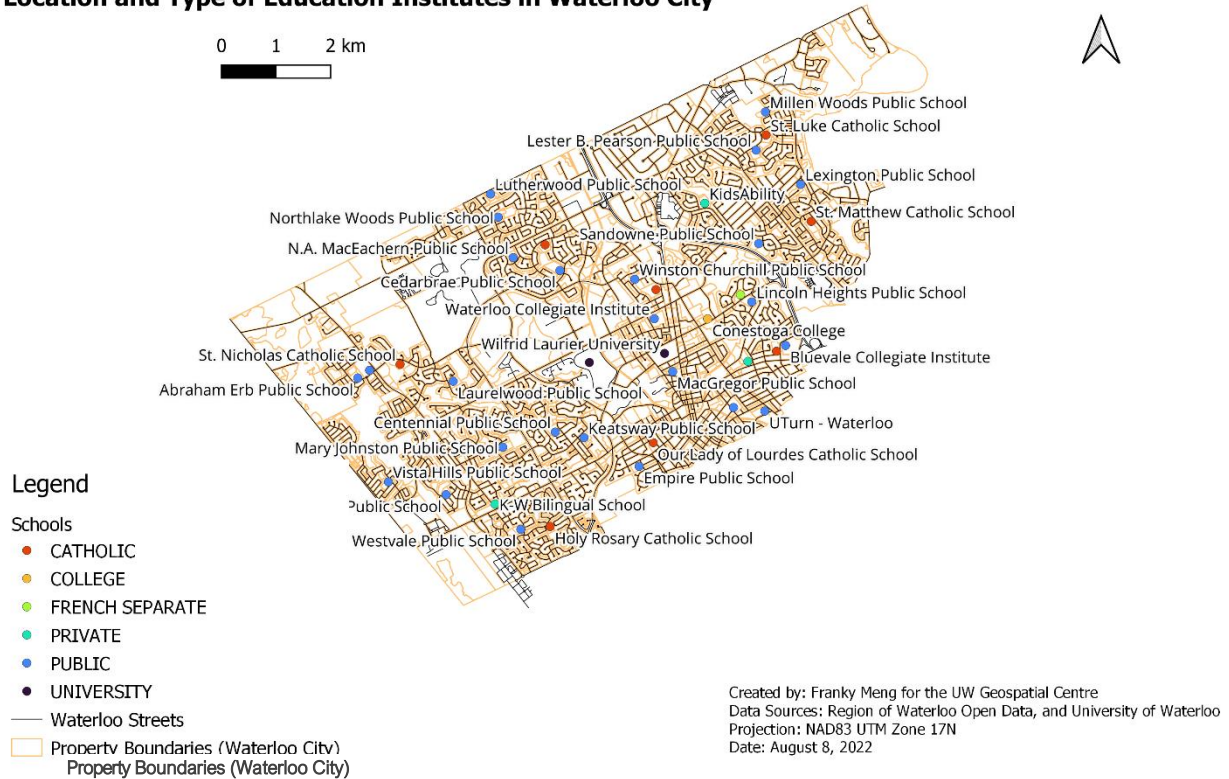 Location and Type of Education Institutes in Waterloo City
0 1 2 km
Millen Woods Public School
St. Luke Catholic School
Lester B. Pearson Public School
Lexington Public School
Lutherwood Public School
KidsAbility
Northlake Woods Public School
St. Matthew Catholic School
Sandowne Public School
N.A. MacEachern Public School
Winston Churchill Public School
Cedarbrae Public School
Lincoln Heights Public School
Waterloo Collegiate Institute
Conestoga College
Wilfrid Laurier University
St. Nicholas Catholic School
Bluevale Collegiate Institute
Abraham Erb Public School
MacGregor Public School
Laurelwood Public School
Centennial Public School
Keatsway Public School
UTurn - Waterloo
Mary Johnston Public School
Our Lady of Lourdes Catholic School
Vista Hills Public School
Empire Public School
Public School
K-W Bilingual School
Westvale Public School
Holy Rosary Catholic School
Legend
Schools
CATHOLIC
COLLEGE
FRENCH SEPARATE
PRIVATE
PUBLIC
UNIVERSITY
Waterloo Streets
Property Boundaries (Waterloo City)
Property Boundaries (Waterloo City)
Created by: Franky Meng for the UW Geospatial Centre
Data Sources: Region of Waterloo Open Data, and University of Waterloo
Projection: NAD83 UTM Zone 17N
Date: August 8, 2022